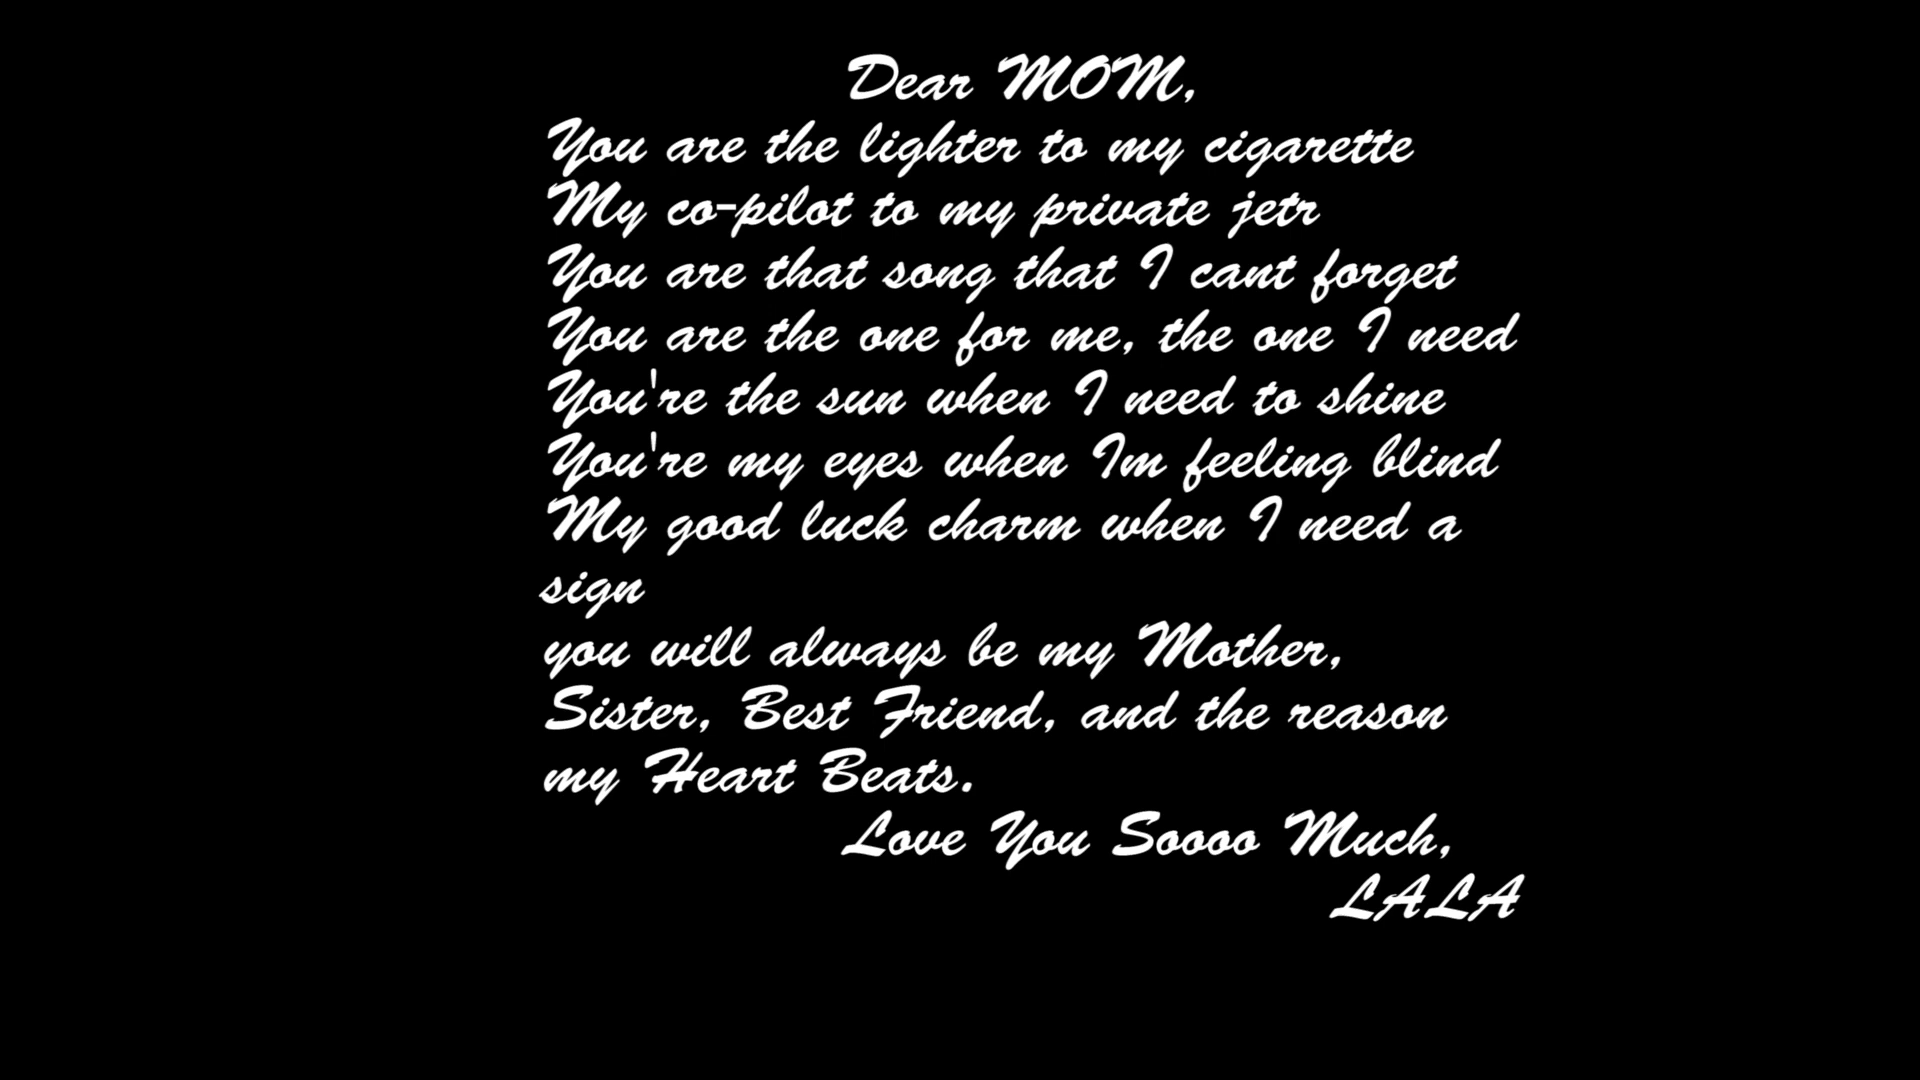 Dear MOM,
You are the lighter to my cigarette
My co-pilot to my private jetr
You are that song that I cant forget
You are the one for me, the one I need
You're the sun when I need to shine
You're my eyes when Im feeling blind
My good luck charm when I need a
sign
you will always be my Mother,
Sister, Best Friend, and the reason
my Heart Beats.
Love You Soooo Much,
LALA